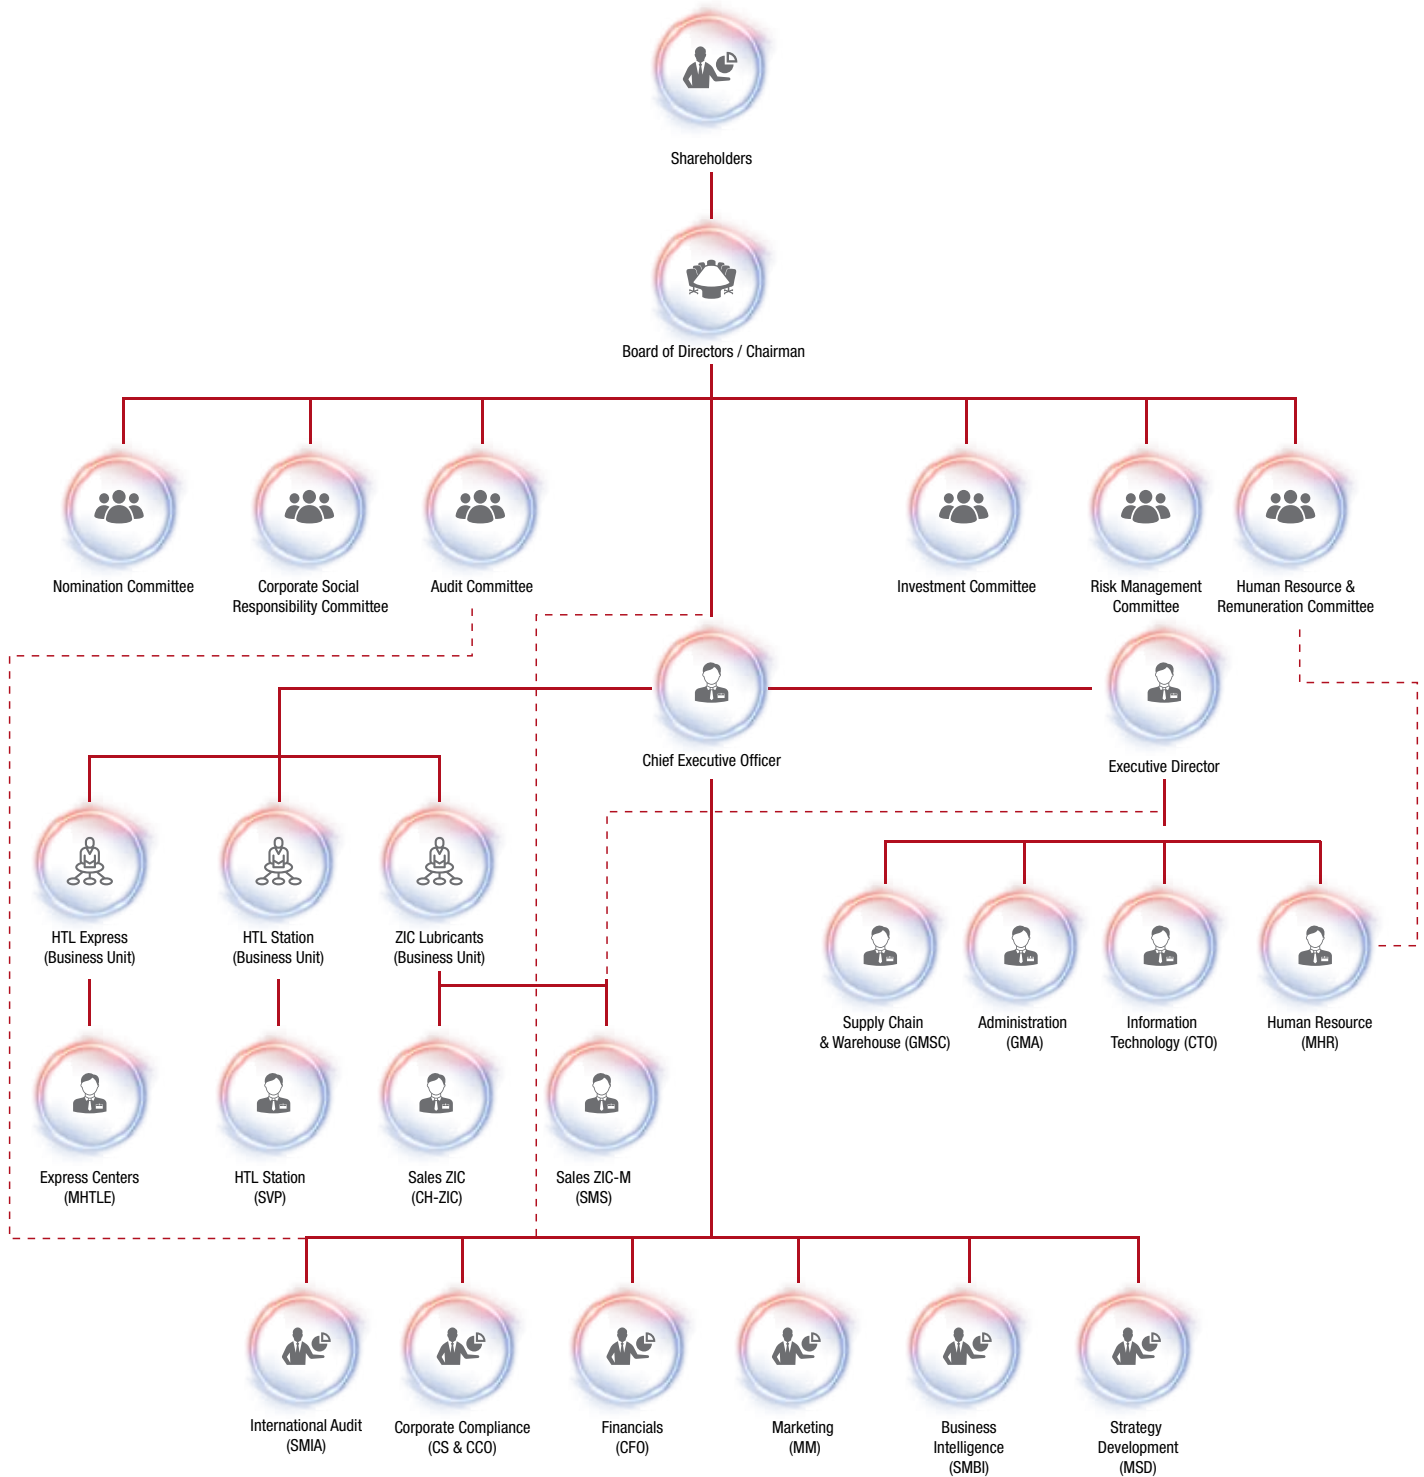 Shareholders
Board of Directors / Chairman
Nomination Committee
Corporate Social
Responsibility Committee
Audit Committee
Investment Committee
Risk Management
Committee
Human Resource &
Remuneration Committee
Chief Executive Officer
Executive Director
HTL Express
(Business Unit)
HTL Station
(Business Unit)
ZIC Lubricants
(Business Unit)
Supply Chain
& Warehouse (GMSC)
Administration
(GMA)
Information
Technology (CTO)
Human Resource
(MHR)
Express Centers
(MHTLE)
HTL Station
(SVP)
Sales ZIC
(CH-ZIC)
Sales ZIC-M
(SMS)
International Audit
(SMIA)
Corporate Compliance
(CS & CCO)
Financials
(CFO)
Marketing
(MM)
Business
Intelligence
(SMBI)
Strategy
Development
(MSD)